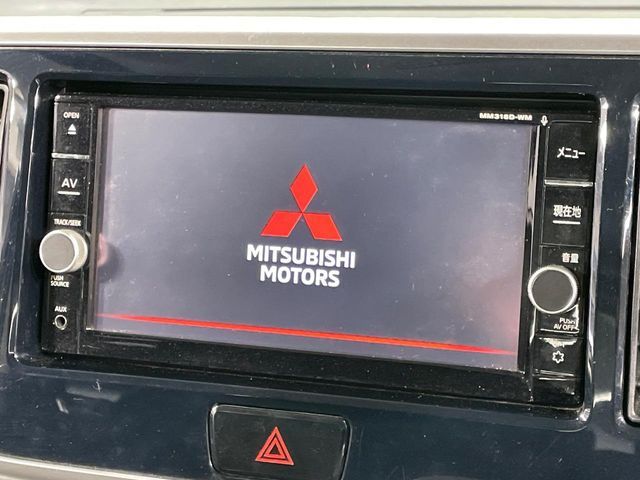 OPEN
AV
TRACK/SEEK
PUSH
SOURCE
AUX
MM316D-WM
MITSUBISHI
MOTORS
メニュー
現在地
音量
PUSH
AV OFF